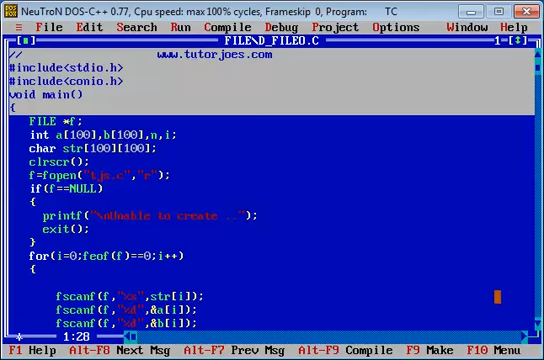 NeuTroN DOS-C++ 0.77, Cpu speed: max 100% cycles, Frameskip 0, Program: TC
≡ File Edit Search Run Compile Debug Project Options Window Help
[■] FILE\D_FILEO.C 1=[↕]
// www.tutorjoes.com
#include<stdio.h>
#include<conio.h>
void main()
{
FILE *f;
int a[100],b[100],n,i;
char str[100][100];
clrscr();
f=fopen("tjs.c","r");
if(f==NULL)
{
printf("\nUnable to create ..");
exit();
}
for(i=0;feof(f)==0;i++)
{
fscanf(f,"%s",str[i]);
fscanf(f,"%d",&a[i]);
fscanf(f,"%d",&b[i]);
* 1:28
F1 Help Alt-F8 Next Msg Alt-F7 Prev Msg Alt-F9 Compile F9 Make F10 Menu